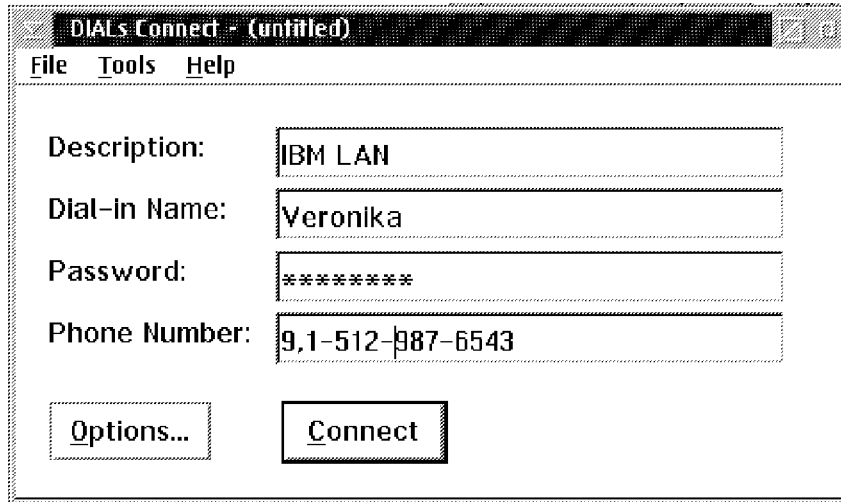 DIALs Connect - (untitled)
File Tools Help
Description: IBM LAN
Dial-in Name: Veronika
Password: ********
Phone Number: 9,1-512-987-6543
Options... Connect